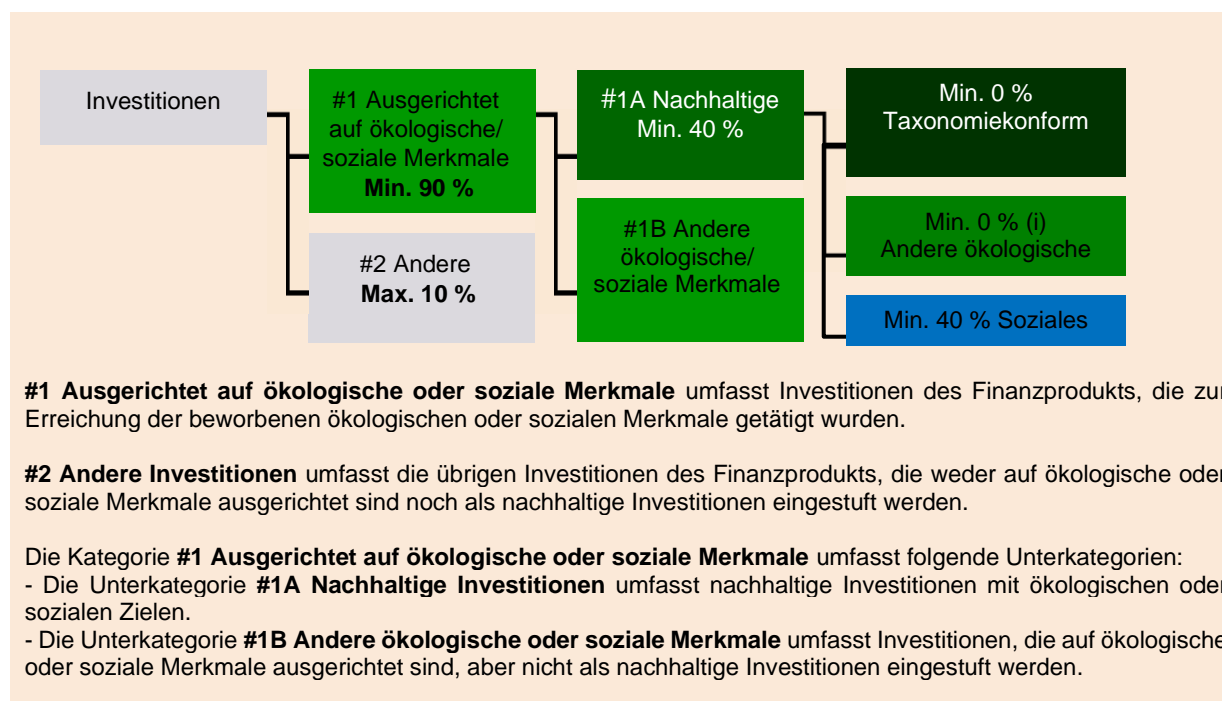 Investitionen
#1 Ausgerichtet
auf ökologische/
soziale Merkmale
Min. 90 %
#2 Andere
Max. 10 %
#1A Nachhaltige
Min. 40 %
#1B Andere
ökologische/
soziale Merkmale
Min. 0 %
Taxonomiekonform
Min. 0 % (i)
Andere ökologische
Min. 40 % Soziales
#1 Ausgerichtet auf ökologische oder soziale Merkmale umfasst Investitionen des Finanzprodukts, die zur
Erreichung der beworbenen ökologischen oder sozialen Merkmale getätigt wurden.
#2 Andere Investitionen umfasst die übrigen Investitionen des Finanzprodukts, die weder auf ökologische oder
soziale Merkmale ausgerichtet sind noch als nachhaltige Investitionen eingestuft werden.
Die Kategorie #1 Ausgerichtet auf ökologische oder soziale Merkmale umfasst folgende Unterkategorien:
- Die Unterkategorie #1A Nachhaltige Investitionen umfasst nachhaltige Investitionen mit ökologischen oder
sozialen Zielen.
- Die Unterkategorie #1B Andere ökologische oder soziale Merkmale umfasst Investitionen, die auf ökologische
oder soziale Merkmale ausgerichtet sind, aber nicht als nachhaltige Investitionen eingestuft werden.